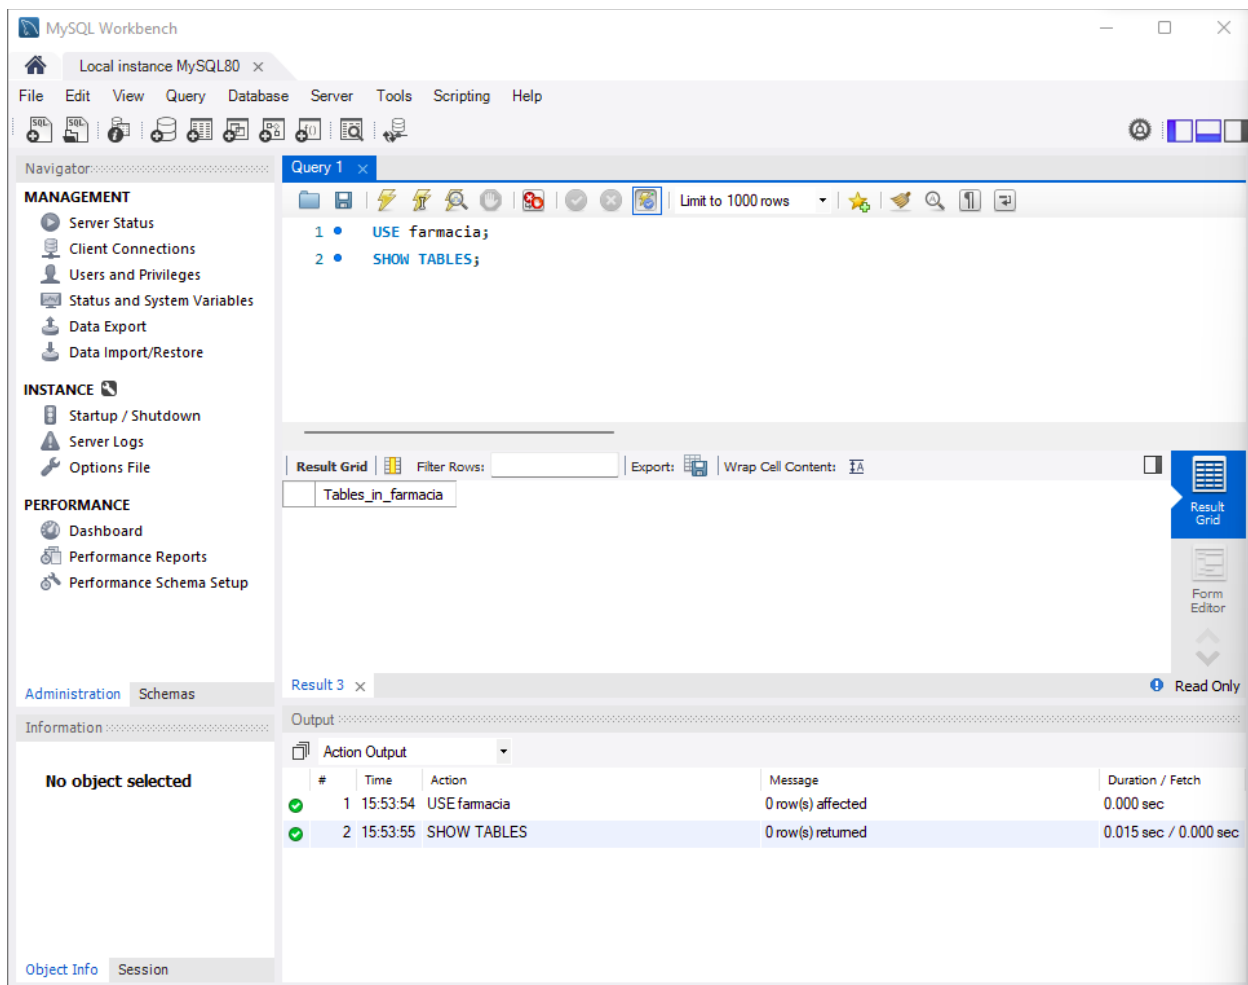 MySQL Workbench
Local instance MySQL80
File Edit View Query Database Server Tools Scripting Help
Navigator
MANAGEMENT
Server Status
Client Connections
Users and Privileges
Status and System Variables
Data Export
Data Import/Restore
INSTANCE
Startup / Shutdown
Server Logs
Options File
PERFORMANCE
Dashboard
Performance Reports
Performance Schema Setup
Administration Schemas
Information
No object selected
Object Info Session
Query 1
Limit to 1000 rows
1 USE farmacia;
2 SHOW TABLES;
Result Grid Filter Rows: Export: Wrap Cell Content:
Tables_in_farmacia
Result
Grid
Form
Editor
Result 3 Read Only
Output
Action Output
# Time Action Message Duration / Fetch
1 15:53:54 USE farmacia 0 row(s) affected 0.000 sec
2 15:53:55 SHOW TABLES 0 row(s) returned 0.015 sec / 0.000 sec